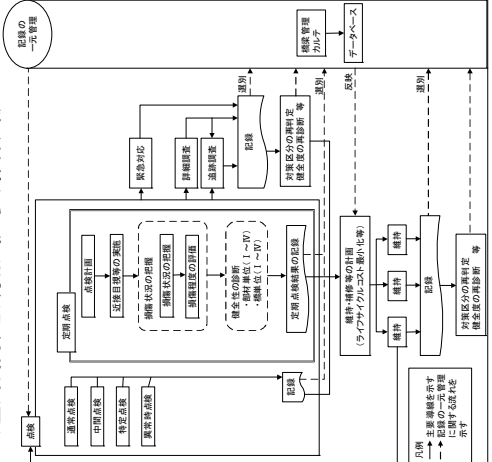 記録の
一元管理
橋梁管理
カルテ
データベース
点検
定期点検
点検計画
近接目視等の実施
損傷状況の把握
損傷状況の把握
損傷程度の評価
健全性の診断
・部材単位(Ⅰ~Ⅳ)
・橋単位(Ⅰ~Ⅳ)
定期点検結果の記録
通常点検
中間点検
特定点検
異常時点検
記録
緊急対応
詳細調査
追跡調査
記録
対策区分の再判定
健全度の再診断 等
選別
選別
反映
選別
維持・補修等の計画
(ライフサイクルコスト最小化等)
維持
維持
維持
記録
対策区分の再判定
健全度の再診断 等
凡例
主要導線を示す
記録の一元管理
に関する流れを
示す